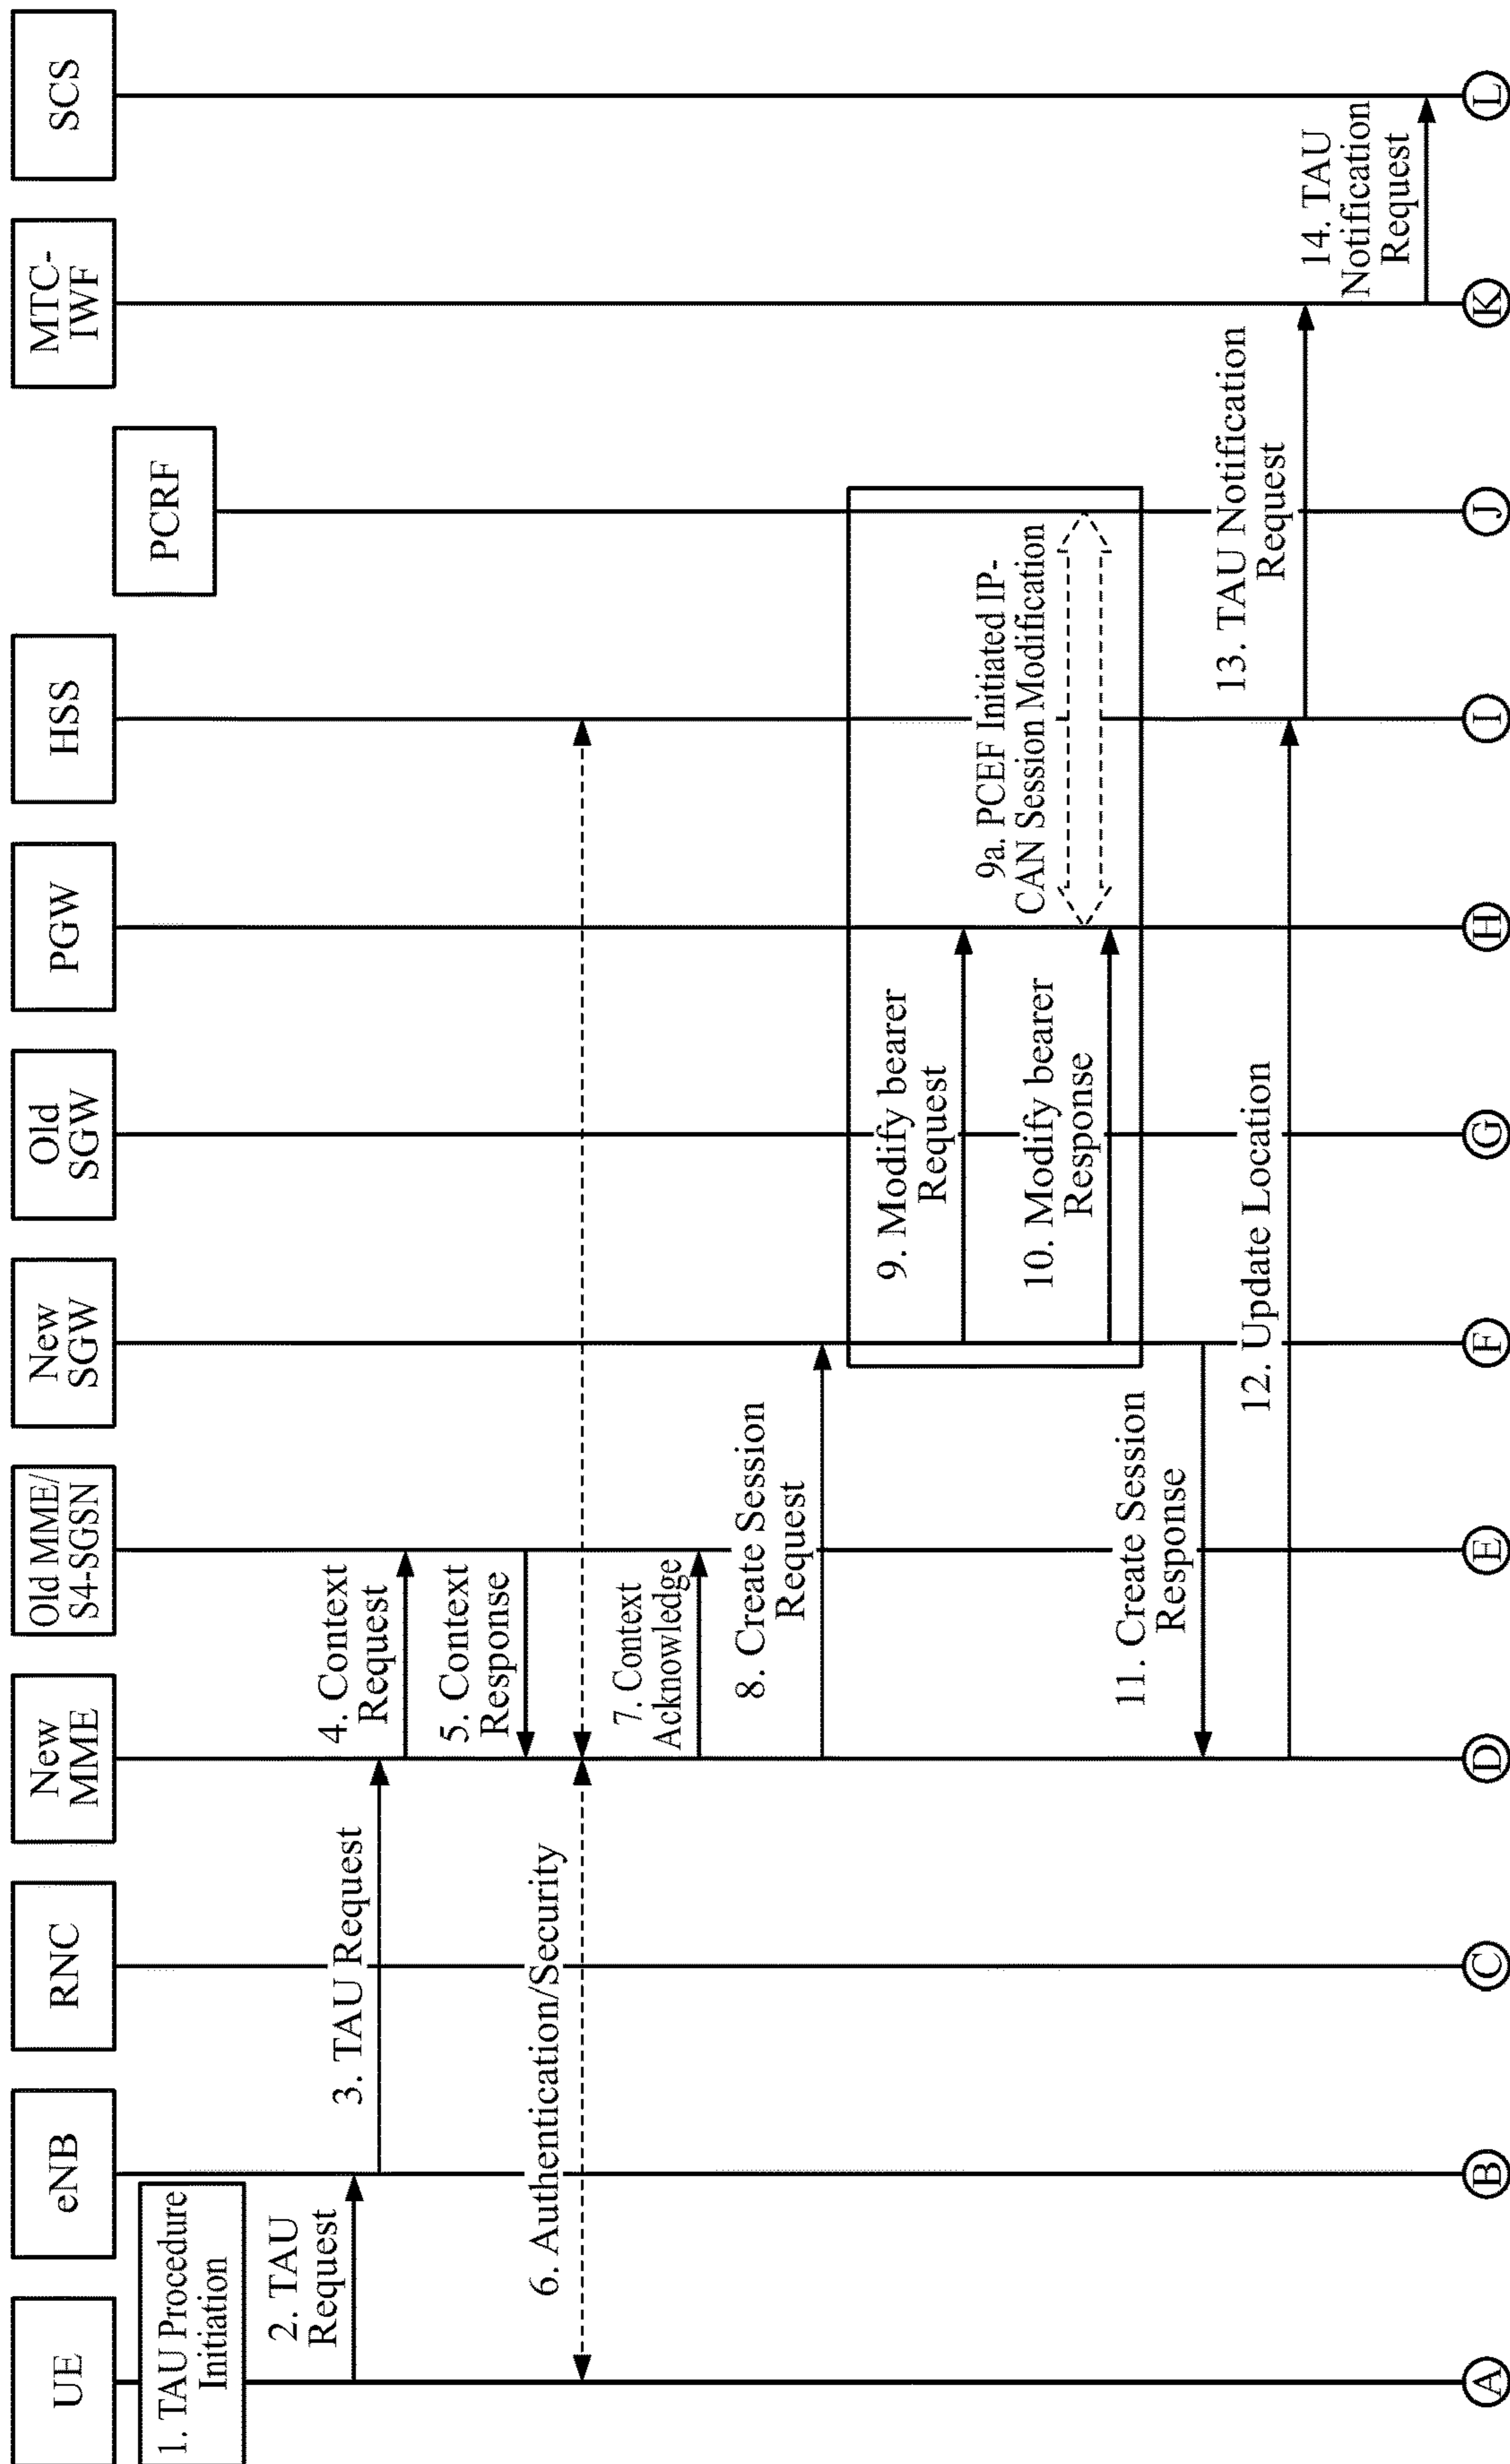 UE
eNB
RNC
New
MME
Old MME/
S4-SGSN
New
SGW
Old
SGW
PGW
HSS
PCRF
MTC-
IWF
SCS
1. TAU Procedure
Initiation
2. TAU
Request
3. TAU Request
4. Context
Request
5. Context
Response
6. Authentication/Security
7. Context
Acknowledge
8. Create Session
Request
9. Modify bearer
Request
9a. PCEF Initiated IP-
CAN Session Modification
10. Modify bearer
Response
11. Create Session
Response
12. Update Location
13. TAU Notification
Request
14. TAU
Notification
Request
A
B
C
D
E
F
G
H
I
J
K
L